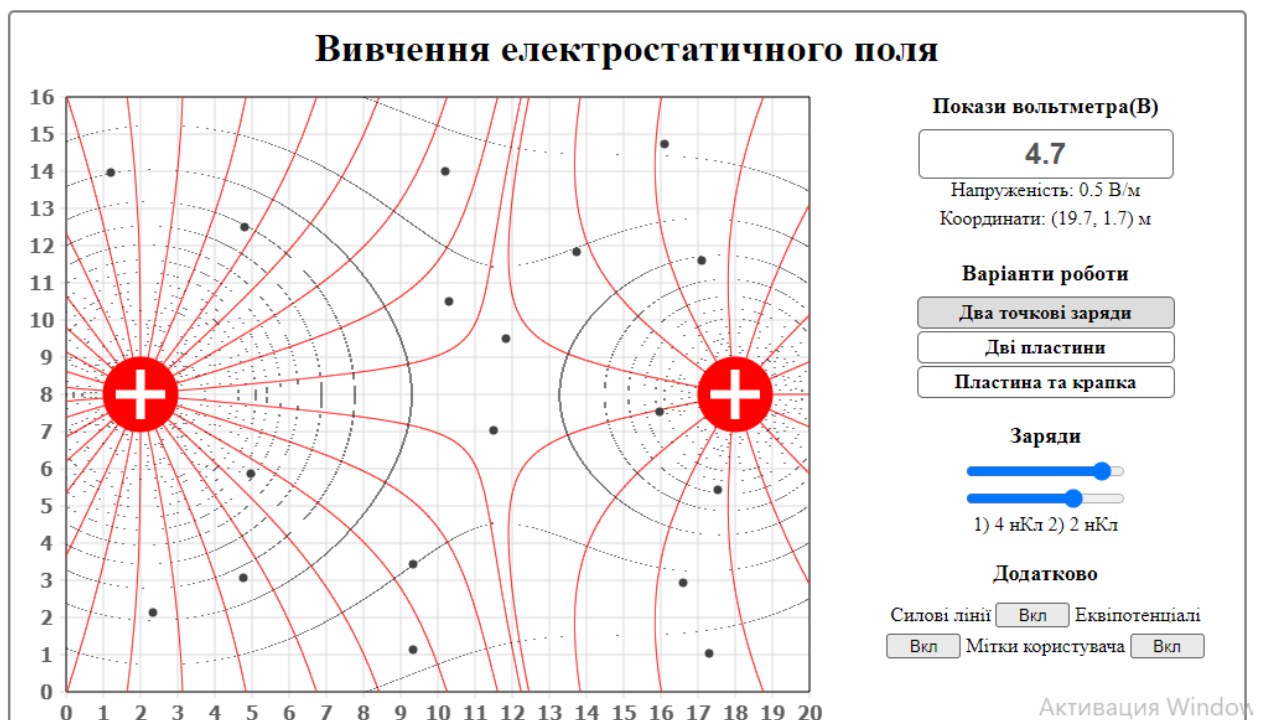 Вивчення електростатичного поля
16
15
14
13
12
11
10
9
8
7
6
5
4
3
2
1
0
0 1 2 3 4 5 6 7 8 9 10 11 12 13 14 15 16 17 18 19 20
Покази вольтметра(В)
4.7
Напруженість: 0.5 В/м
Координати: (19.7, 1.7) м
Варіанти роботи
Два точкові заряди
Дві пластини
Пластина та крапка
Заряди
1) 4 нКл 2) 2 нКл
Додатково
Силові лінії Вкл Еквіпотенціалі
Вкл Мітки користувача Вкл
Активация Window